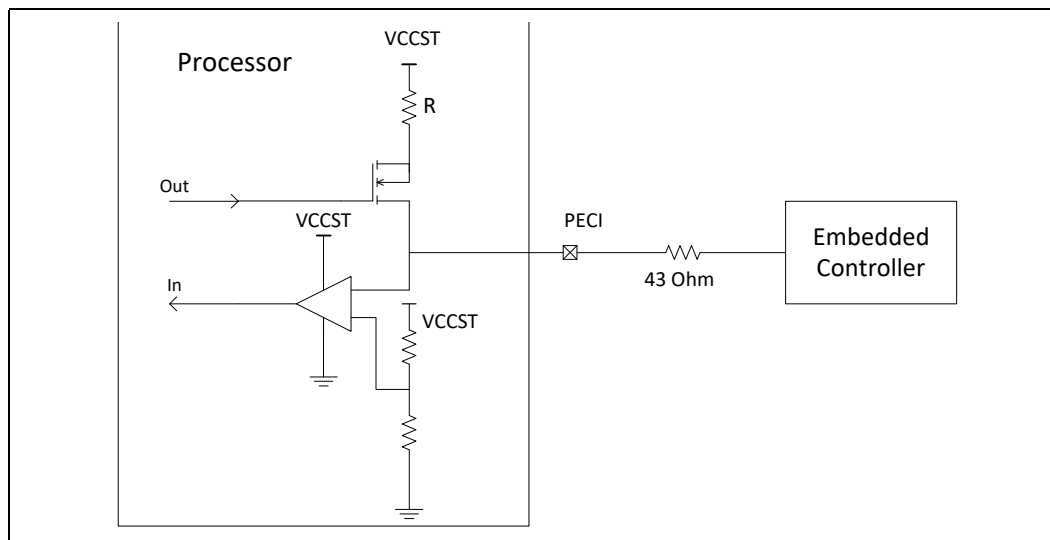 VCCST
Processor
R
Out
VCCST
PECI
Embedded
Controller
43 Ohm
In
VCCST